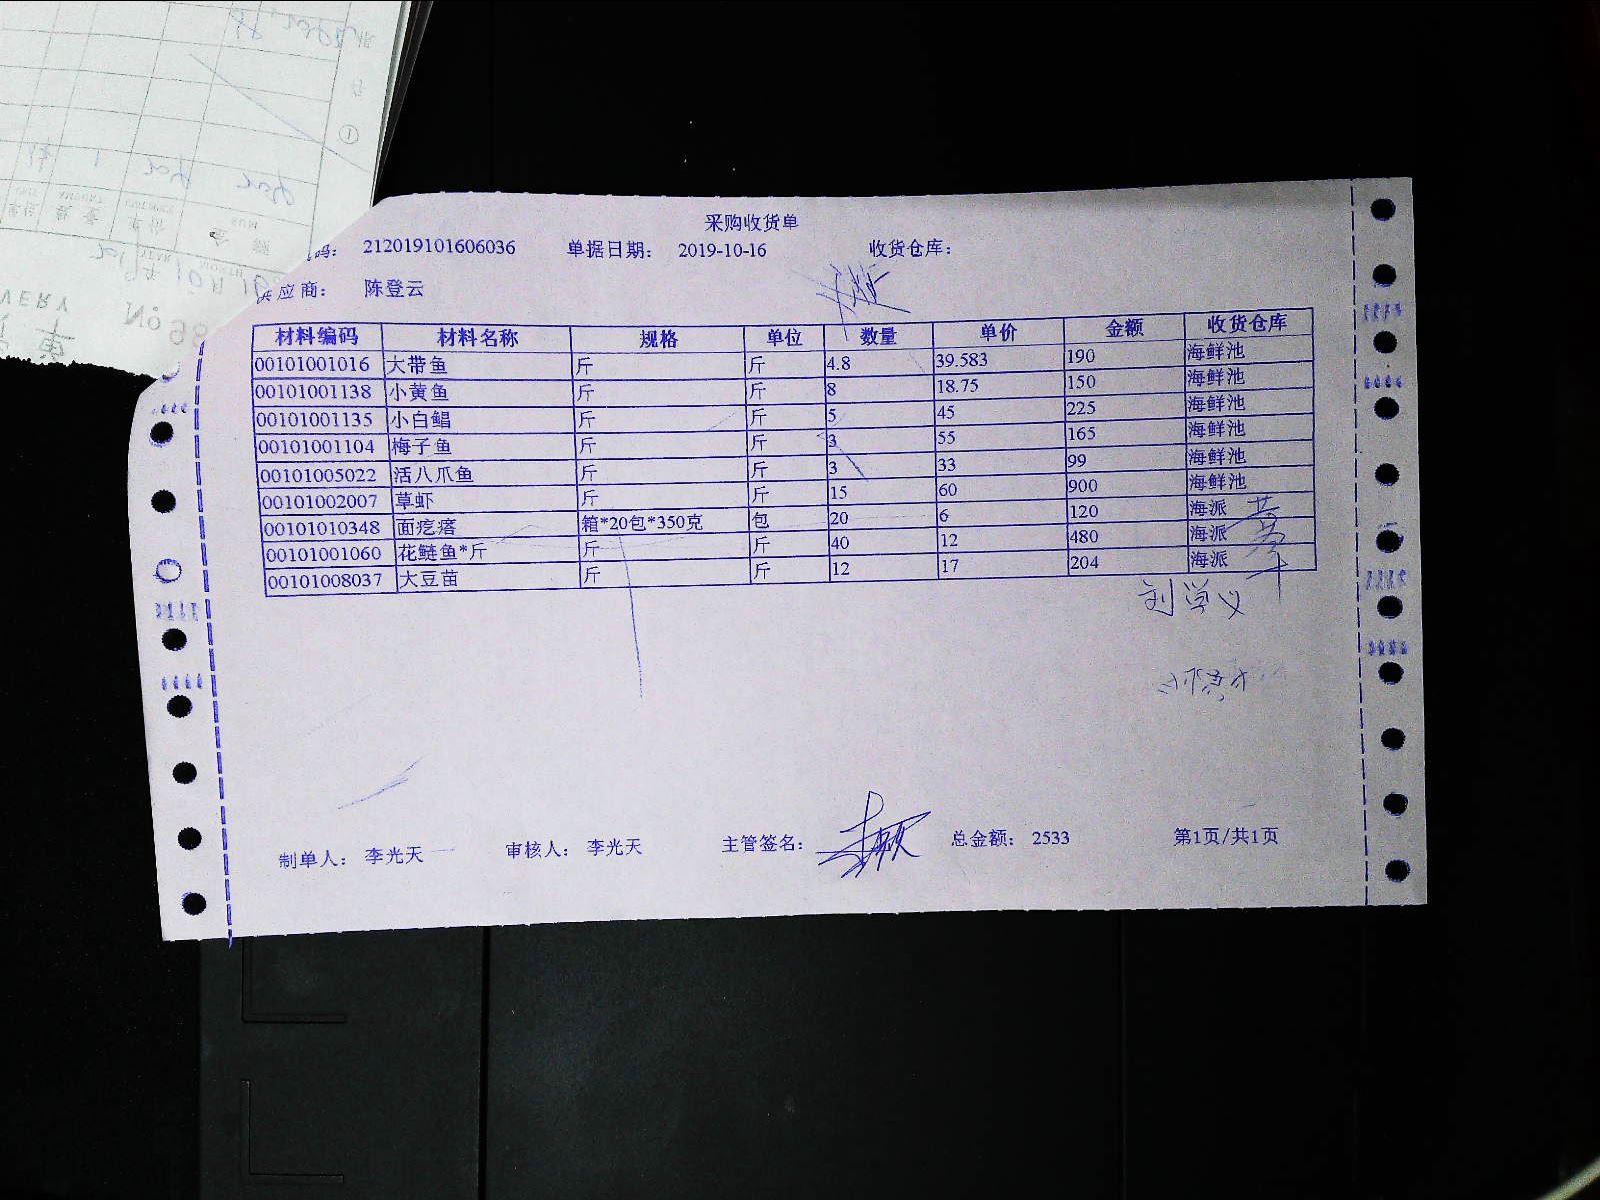 采购收货单
码： 212019101606036 单据日期： 2019-10-16 收货仓库：
供应商： 陈登云
材料编码 材料名称 规格 单位 数量 单价 金额 收货仓库
00101001016 大带鱼 斤 斤 4.8 39.583 190 海鲜池
00101001138 小黄鱼 斤 斤 8 18.75 150 海鲜池
00101001135 小白鲳 斤 斤 5 45 225 海鲜池
00101001104 梅子鱼 斤 斤 3 55 165 海鲜池
00101005022 活八爪鱼 斤 斤 3 33 99 海鲜池
00101002007 草虾 斤 斤 15 60 900 海鲜池
00101010348 面疙瘩 箱*20包*350克 包 20 6 120 海派
00101001060 花鲢鱼*斤 斤 斤 40 12 480 海派
00101008037 大豆苗 斤 斤 12 17 204 海派
刘学义
制单人： 李光天 审核人： 李光天 主管签名： 总金额： 2533 第1页/共1页